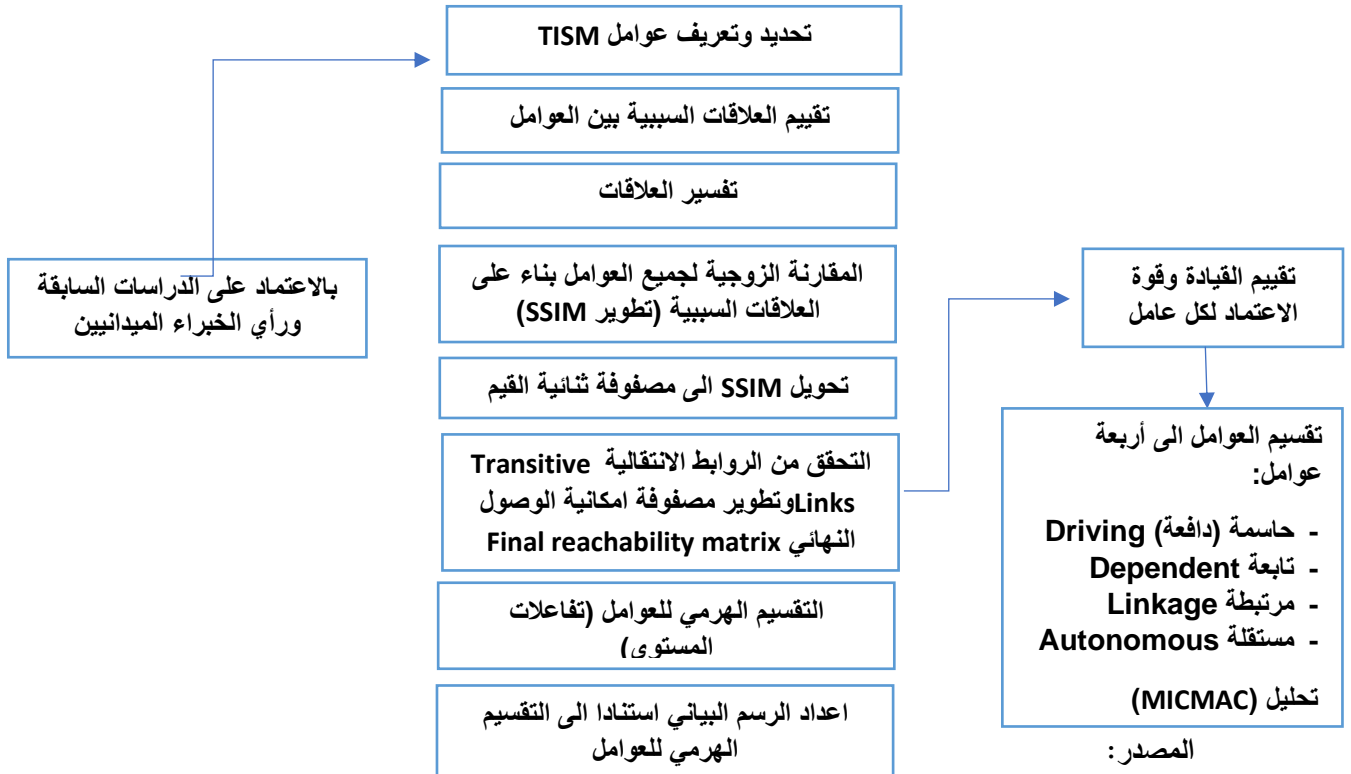 تحديد وتعريف عوامل TISM
تقييم العلاقات السببية بين العوامل
تفسير العلاقات
المقارنة الزوجية لجميع العوامل بناء على
العلاقات السببية (تطوير SSIM)
تحويل SSIM الى مصفوفة ثنائية القيم
التحقق من الروابط الانتقالية Transitive
Linksوتطوير مصفوفة امكانية الوصول
النهائي Final reachability matrix
التقسيم الهرمي للعوامل (تفاعلات
المستوى)
اعداد الرسم البياني استنادا الى التقسيم
الهرمي للعوامل
بالاعتماد على الدراسات السابقة
ورأي الخبراء الميدانيين
تقييم القيادة وقوة
الاعتماد لكل عامل
تقسيم العوامل الى أربعة
عوامل:
- حاسمة (دافعة) Driving
- تابعة Dependent
- مرتبطة Linkage
- مستقلة Autonomous
تحليل (MICMAC)
المصدر: